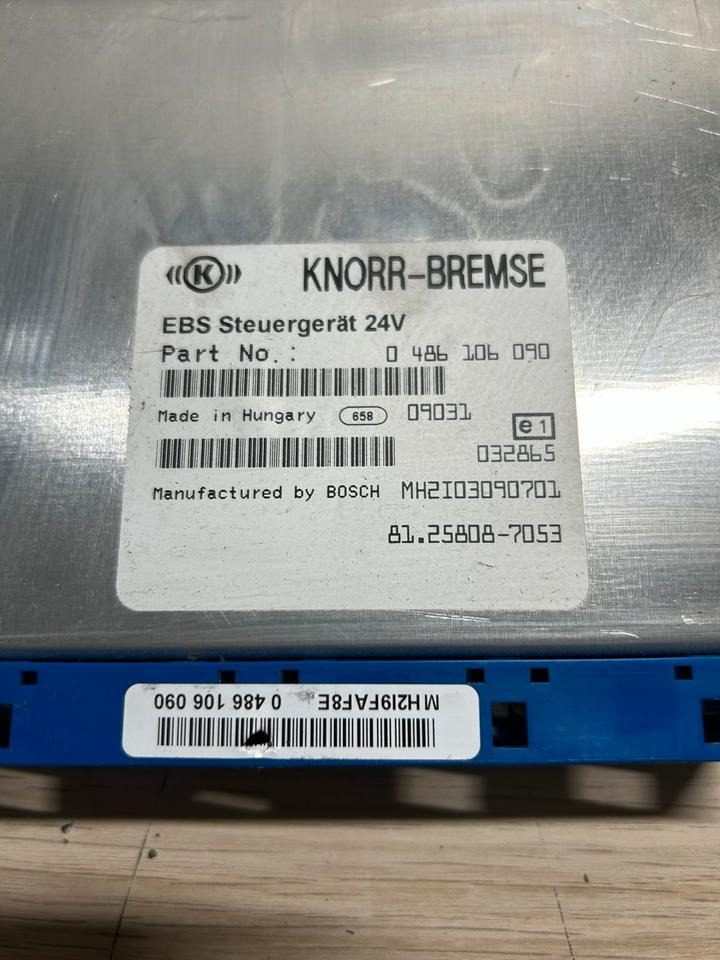 K KNORR-BREMSE
EBS Steuergerät 24V
Part No.: 0 486 106 090
Made in Hungary 658 09031
e1
032865
Manufactured by BOSCH MH2I03090701
81.25808-7053
MH2I9FAF8E 0 486 106 090